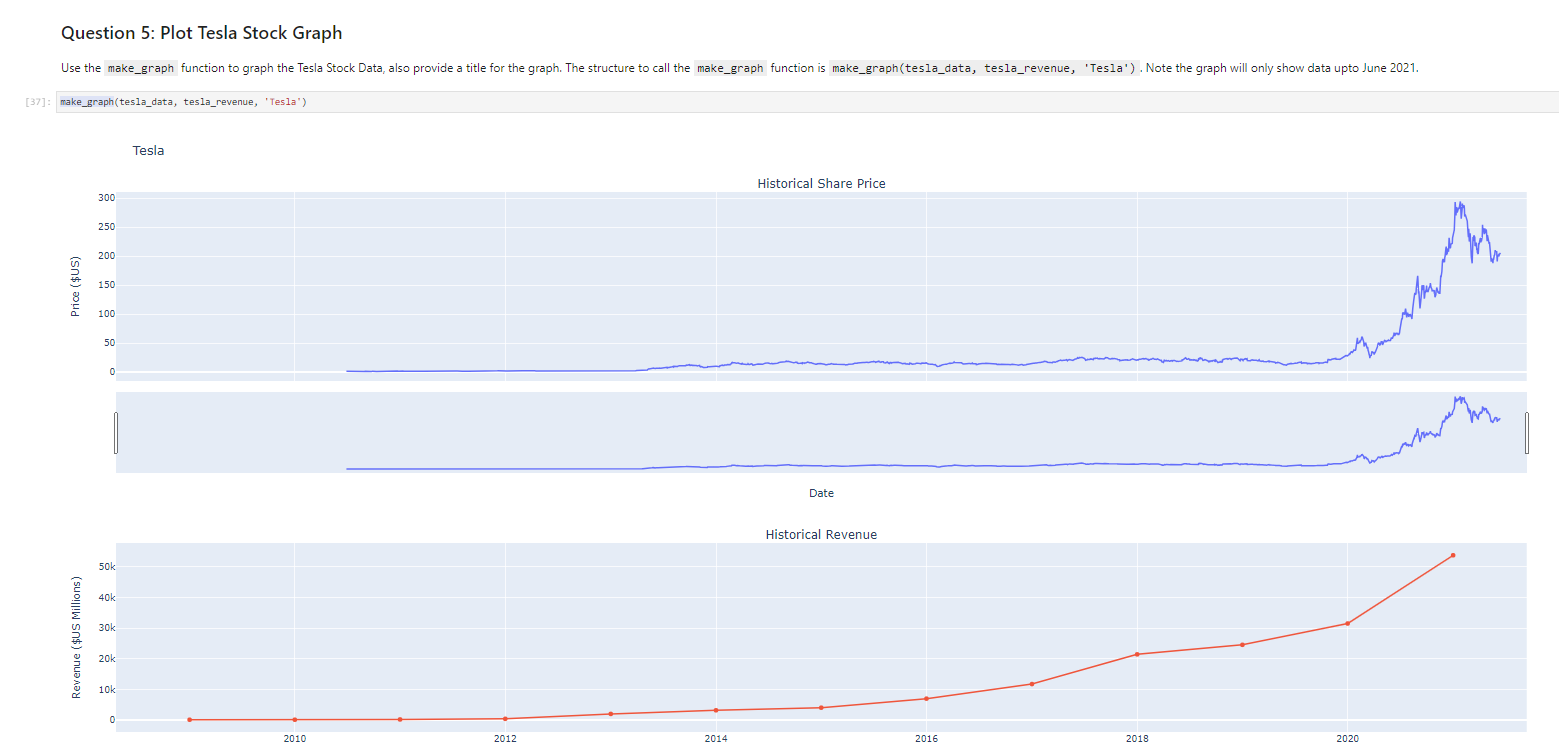 Question 5: Plot Tesla Stock Graph
Use the make_graph function to graph the Tesla Stock Data, also provide a title for the graph. The structure to call the make_graph function is make_graph(tesla_data, tesla_revenue, 'Tesla'). Note the graph will only show data upto June 2021.
[37]: make_graph(tesla_data, tesla_revenue, 'Tesla')
Tesla
Historical Share Price
300
250
200
150
100
50
0
Price ($US)
Date
Historical Revenue
50k
40k
30k
20k
10k
0
Revenue ($US Millions)
2010 2012 2014 2016 2018 2020